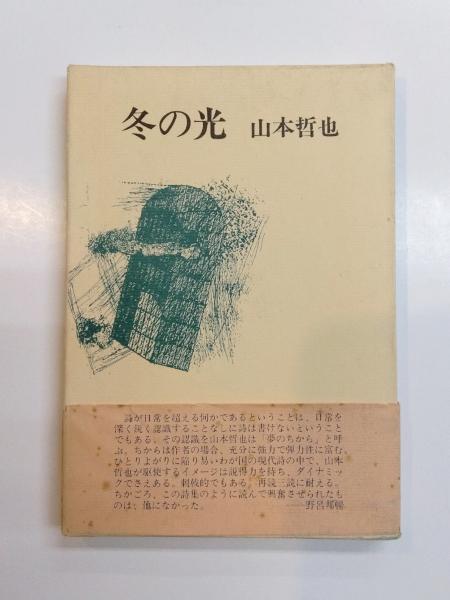 冬の光 山本哲也
詩が日常を超える何かであるということは、日常を
深く鋭く認識することなしに詩は書けないということ
でもある。その認識を山本哲也は「夢のちから」と呼
ぶ。ちからは作者の場合、充分に強力で弾力性に富む。
ひとりよがりに陥り易いわが国の現代詩の中で、山本
哲也が駆使するイメージは説得力を持ち、ダイナミッ
クでさえある。刺戟的でもある。再読三読に耐える。
ちかごろ、この詩集のように読んで興奮させられたも
のは、他になかった。 ——野呂邦暢